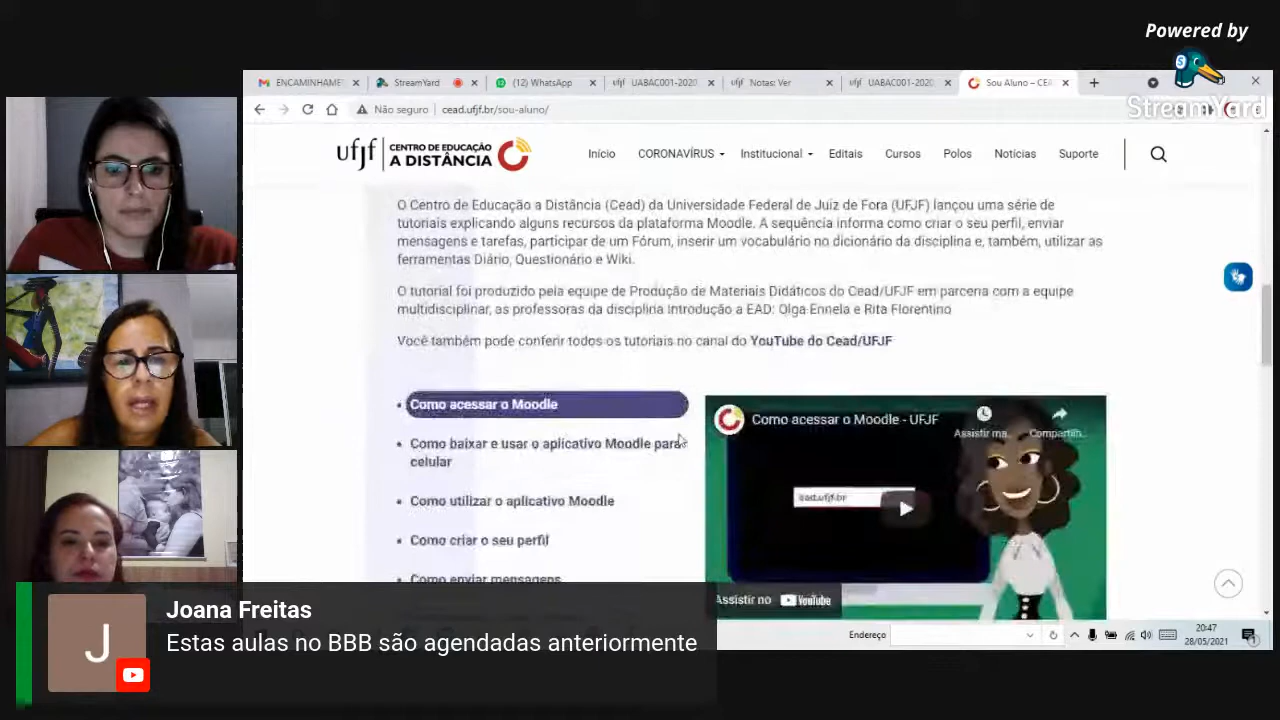 Powered by
StreamYard
ENCAMINHAME
StreamYard
(12) WhatsApp
ufjf UABAC001-2020
ufjf Notas: Ver
ufjf UABAC001-2020
Sou Aluno – CEA
Não seguro
cead.ufjf.br/sou-aluno/
ufjf
CENTRO DE EDUCAÇÃO
A DISTÂNCIA
Início
CORONAVÍRUS
Institucional
Editais
Cursos
Polos
Notícias
Suporte
O Centro de Educação a Distância (Cead) da Universidade Federal de Juiz de Fora (UFJF) lançou uma série de
tutoriais explicando alguns recursos da plataforma Moodle. A sequência informa como criar o seu perfil, enviar
mensagens e tarefas, participar de um Fórum, inserir um vocabulário no dicionário da disciplina e, também, utilizar as
ferramentas Diário, Questionário e Wiki.
O tutorial foi produzido pela equipe de Produção de Materiais Didáticos do Cead/UFJF em parceria com a equipe
multidisciplinar, as professoras da disciplina Introdução a EAD: Olga Ennela e Rita Florentino
Você também pode conferir todos os tutoriais no canal do YouTube do Cead/UFJF
Como acessar o Moodle
Como baixar e usar o aplicativo Moodle para
celular
Como utilizar o aplicativo Moodle
Como criar o seu perfil
Como enviar mensagens
Como acessar o Moodle - UFJF
Assistir ma...
Compartilh...
cead.ufjf.br
Assistir no YouTube
Endereço
20:47
28/05/2021
J
Joana Freitas
Estas aulas no BBB são agendadas anteriormente